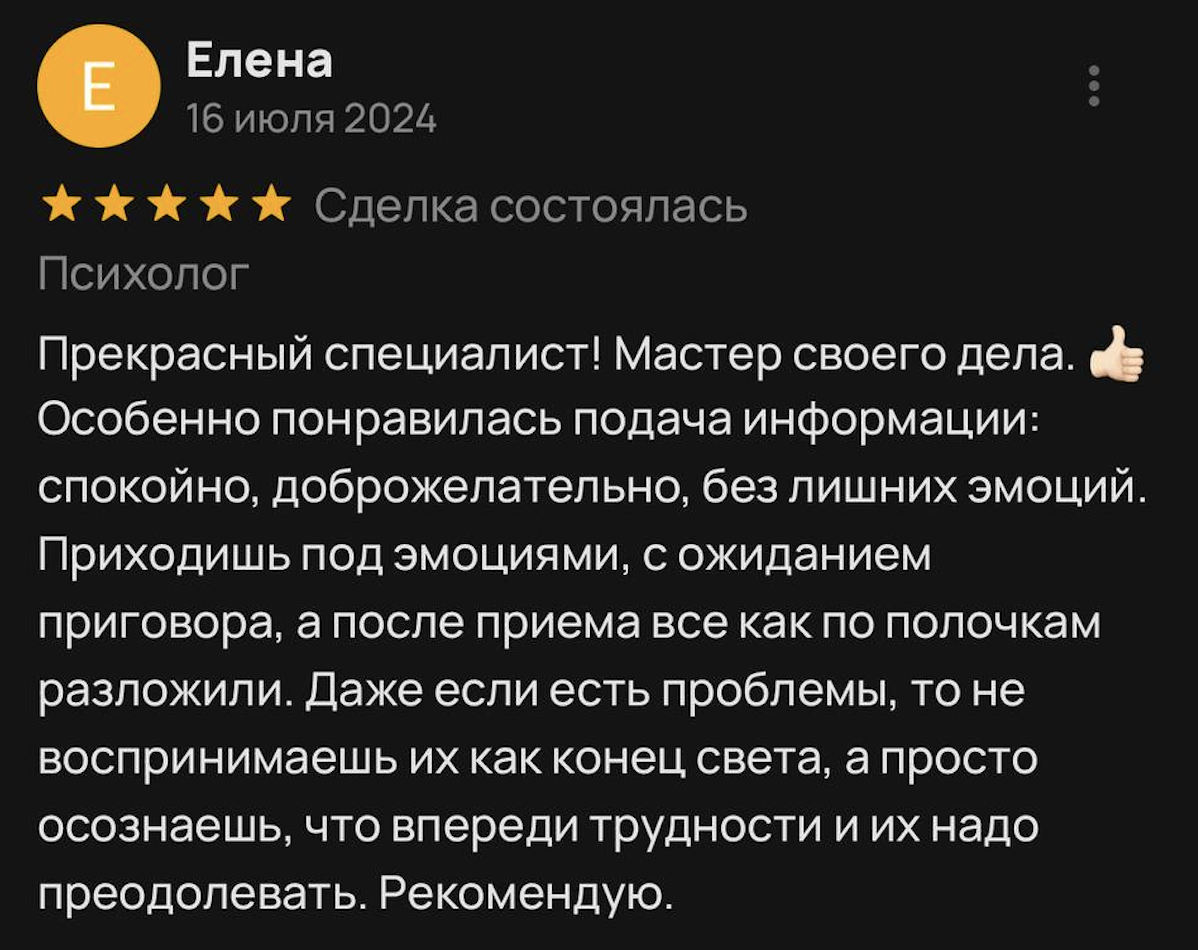 Е
Елена
16 июля 2024
Сделка состоялась
Психолог
Прекрасный специалист! Мастер своего дела. 👍🏻
Особенно понравилась подача информации:
спокойно, доброжелательно, без лишних эмоций.
Приходишь под эмоциями, с ожиданием
приговора, а после приема все как по полочкам
разложили. Даже если есть проблемы, то не
воспринимаешь их как конец света, а просто
осознаешь, что впереди трудности и их надо
преодолевать. Рекомендую.